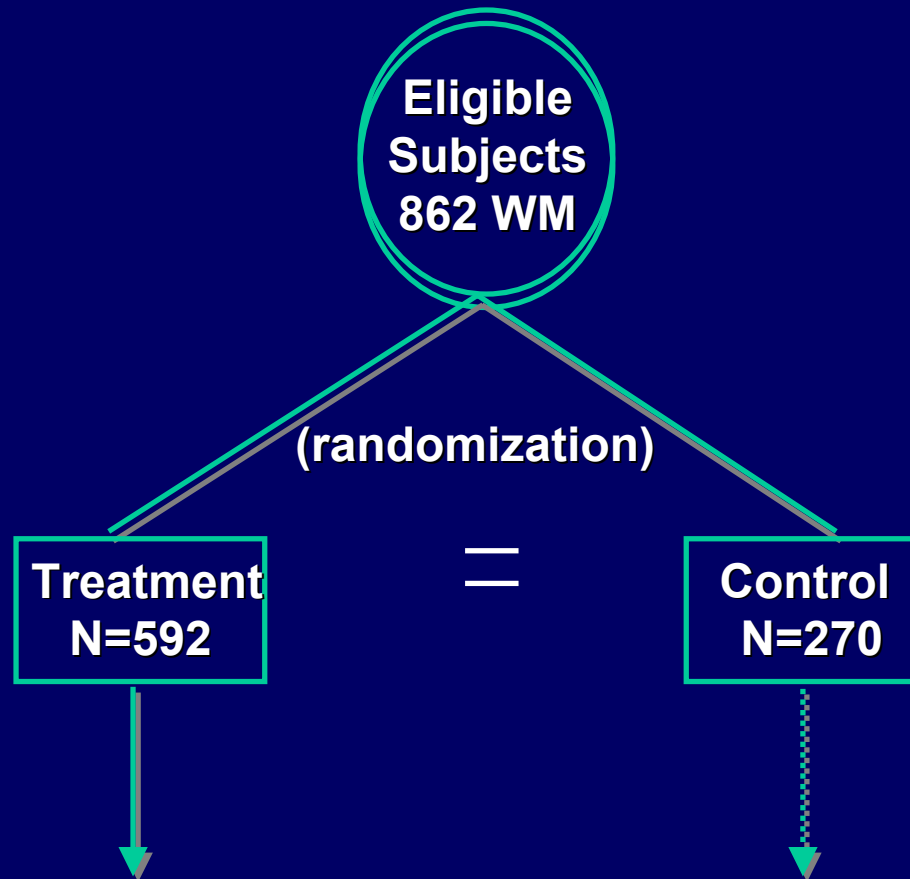 Eligible
Subjects
862 WM
(randomization)
=
Treatment
N=592
Control
N=270